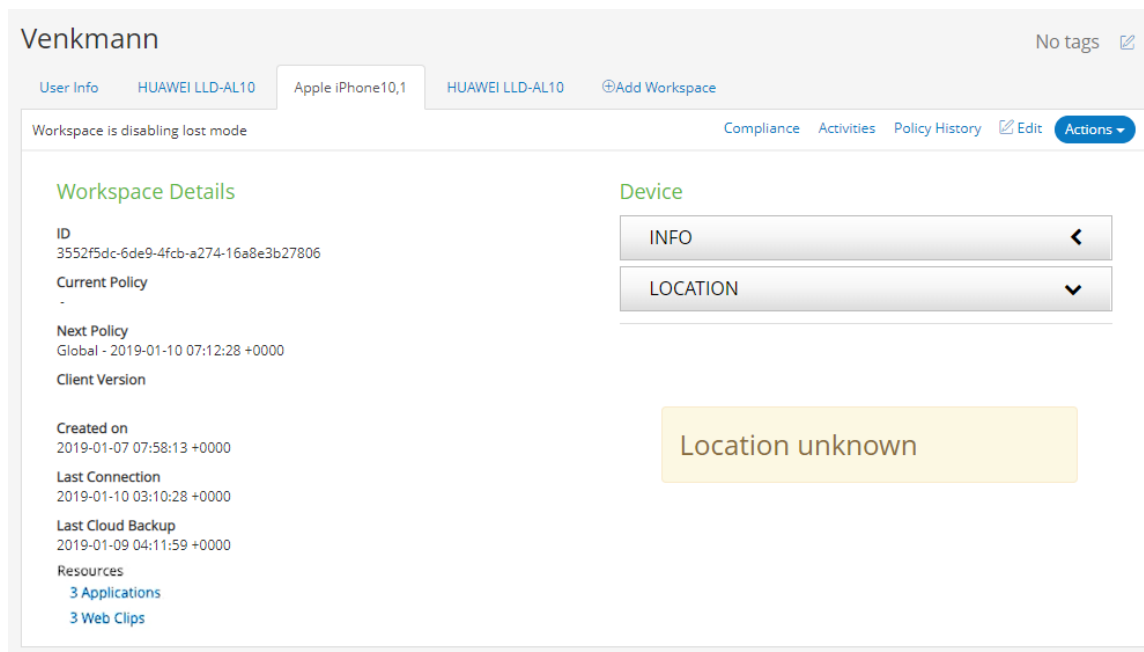 Venkmann
No tags
User Info
HUAWEI LLD-AL10
Apple iPhone10,1
HUAWEI LLD-AL10
Add Workspace
Workspace is disabling lost mode
Compliance
Activities
Policy History
Edit
Actions
Workspace Details
ID
3552f5dc-6de9-4fcb-a274-16a8e3b27806
Current Policy
-
Next Policy
Global - 2019-01-10 07:12:28 +0000
Client Version
Created on
2019-01-07 07:58:13 +0000
Last Connection
2019-01-10 03:10:28 +0000
Last Cloud Backup
2019-01-09 04:11:59 +0000
Resources
3 Applications
3 Web Clips
Device
INFO
LOCATION
Location unknown